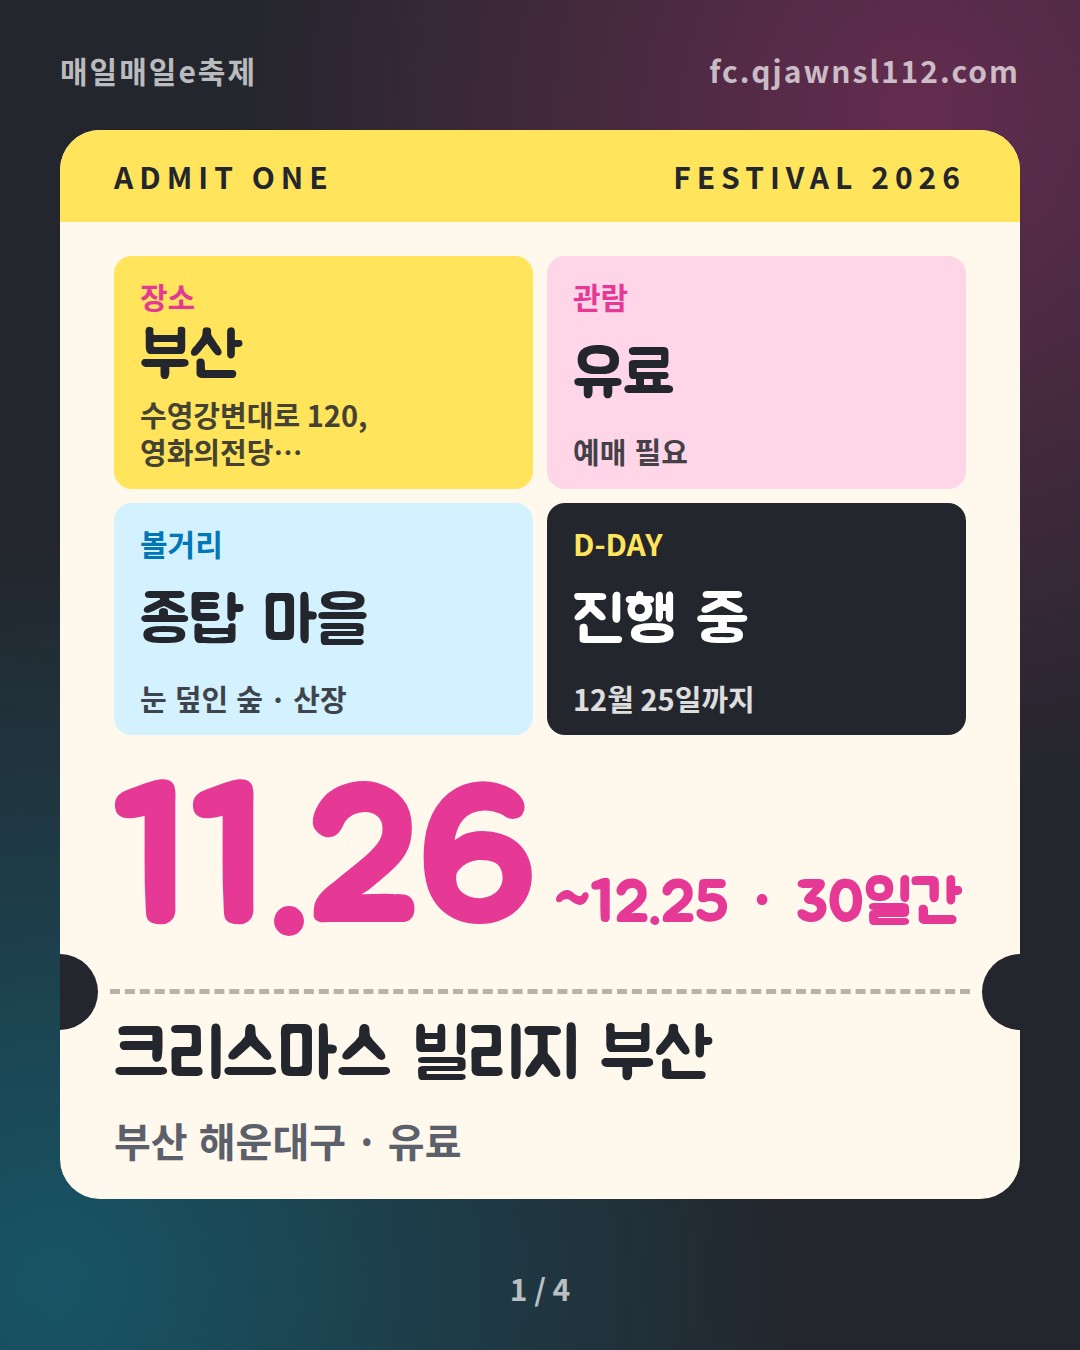 매일매일e축제
fc.qjawnsl112.com
ADMIT ONE
FESTIVAL 2026
장소
부산
수영강변대로 120,
영화의전당…
관람
유료
예매 필요
볼거리
종탑 마을
눈 덮인 숲 · 산장
D-DAY
진행 중
12월 25일까지
11.26 ~12.25 · 30일간
크리스마스 빌리지 부산
부산 해운대구 · 유료
1 / 4